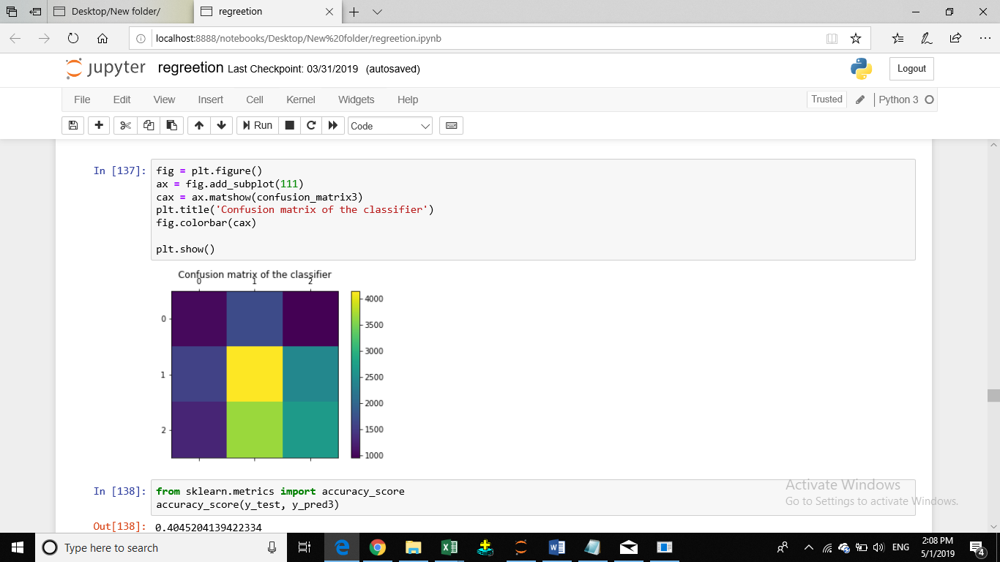 Desktop/New folder/
regreetion
localhost:8888/notebooks/Desktop/New%20folder/regreetion.ipynb
jupyter regreetion Last Checkpoint: 03/31/2019 (autosaved)
Logout
File Edit View Insert Cell Kernel Widgets Help
Trusted
Python 3
Run
Code
In [137]:
fig = plt.figure()
ax = fig.add_subplot(111)
cax = ax.matshow(confusion_matrix3)
plt.title('Confusion matrix of the classifier')
fig.colorbar(cax)
plt.show()
Confusion matrix of the classifier
0 1 2
0
1
2
4000
3500
3000
2500
2000
1500
1000
In [138]:
from sklearn.metrics import accuracy_score
accuracy_score(y_test, y_pred3)
Out[138]: 0.4045204139422334
Activate Windows
Go to Settings to activate Windows.
Type here to search
ENG
2:08 PM
5/1/2019
4